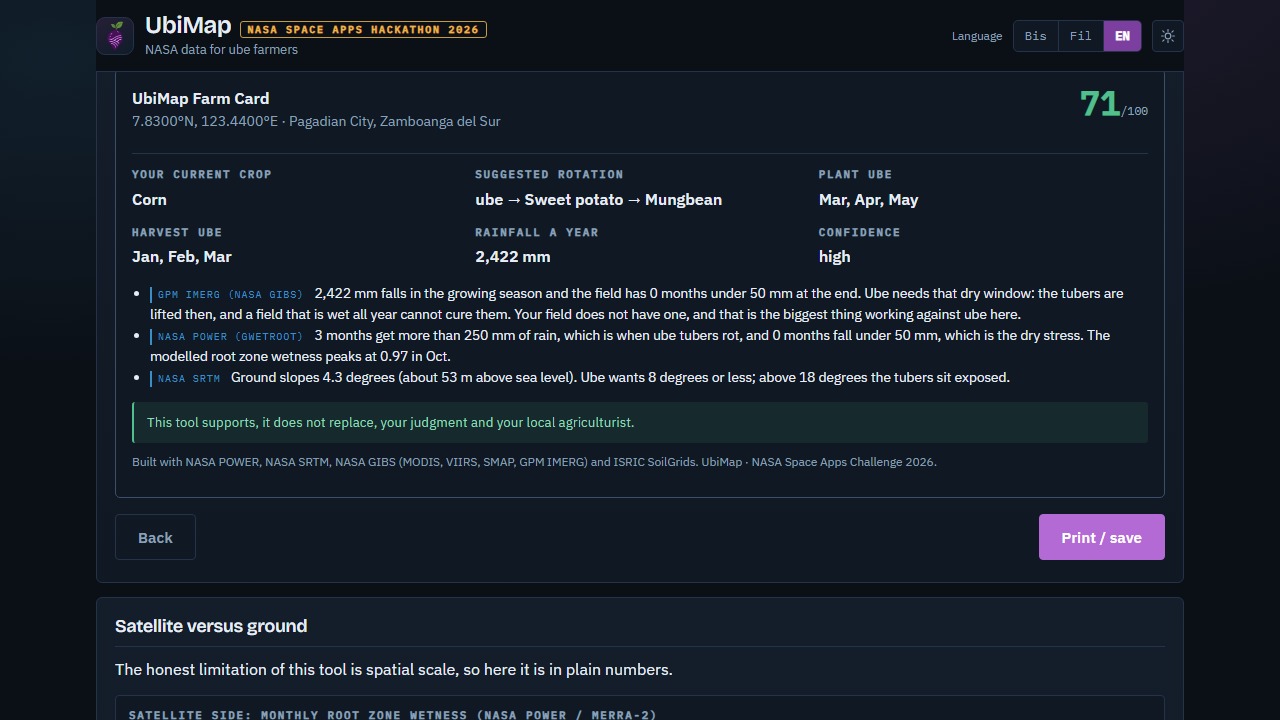 UbiMap NASA SPACE APPS HACKATHON 2026
NASA data for ube farmers
Language Bis Fil EN
UbiMap Farm Card
7.8300°N, 123.4400°E · Pagadian City, Zamboanga del Sur
71/100
YOUR CURRENT CROP
Corn
SUGGESTED ROTATION
ube → Sweet potato → Mungbean
PLANT UBE
Mar, Apr, May
HARVEST UBE
Jan, Feb, Mar
RAINFALL A YEAR
2,422 mm
CONFIDENCE
high
GPM IMERG (NASA GIBS) 2,422 mm falls in the growing season and the field has 0 months under 50 mm at the end. Ube needs that dry window: the tubers are
lifted then, and a field that is wet all year cannot cure them. Your field does not have one, and that is the biggest thing working against ube here.
NASA POWER (GWETROOT) 3 months get more than 250 mm of rain, which is when ube tubers rot, and 0 months fall under 50 mm, which is the dry stress. The
modelled root zone wetness peaks at 0.97 in Oct.
NASA SRTM Ground slopes 4.3 degrees (about 53 m above sea level). Ube wants 8 degrees or less; above 18 degrees the tubers sit exposed.
This tool supports, it does not replace, your judgment and your local agriculturist.
Built with NASA POWER, NASA SRTM, NASA GIBS (MODIS, VIIRS, SMAP, GPM IMERG) and ISRIC SoilGrids. UbiMap · NASA Space Apps Challenge 2026.
Back
Print / save
Satellite versus ground
The honest limitation of this tool is spatial scale, so here it is in plain numbers.
SATELLITE SIDE: MONTHLY ROOT ZONE WETNESS (NASA POWER / MERRA-2)